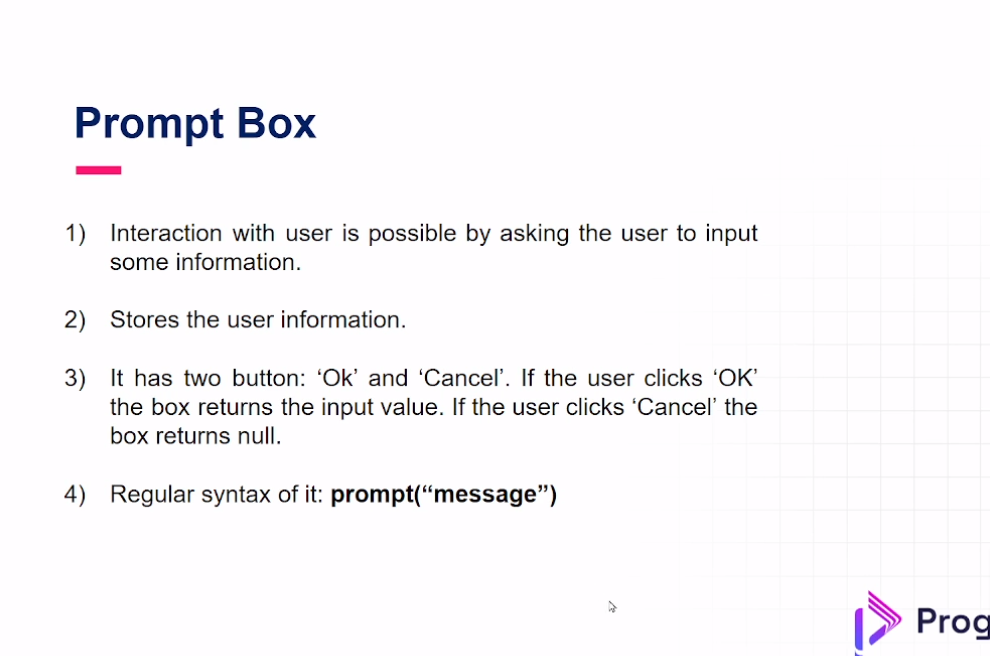 Prompt Box
1) Interaction with user is possible by asking the user to input
some information.
2) Stores the user information.
3) It has two button: ‘Ok’ and ‘Cancel’. If the user clicks ‘OK’
the box returns the input value. If the user clicks ‘Cancel’ the
box returns null.
4) Regular syntax of it: prompt(“message”)
Prog